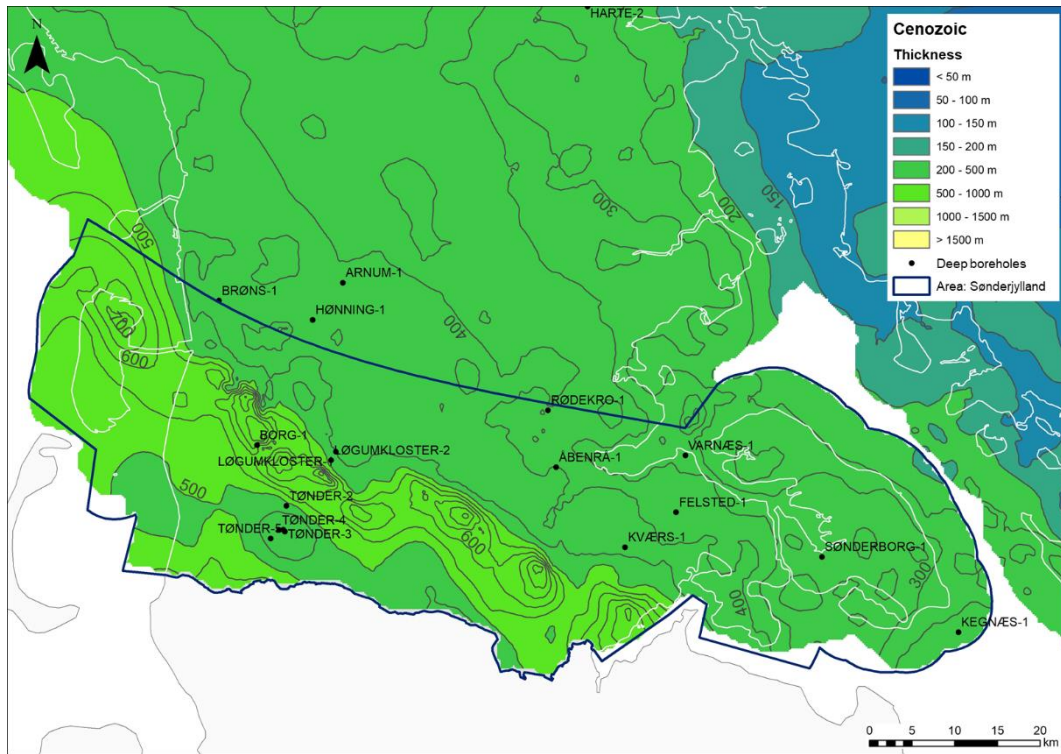 HARTE-2
N
Cenozoic
Thickness
< 50 m
50 - 100 m
100 - 150 m
150 - 200 m
200 - 500 m
500 - 1000 m
1000 - 1500 m
> 1500 m
Deep boreholes
Area: Sønderjylland
300
200
150
500
ARNUM-1
BRØNS-1
HØNNING-1
700
400
600
RØDEKRO-1
BORG-1
LØGUMKLOSTER-2
LØGUMKLOSTER-
VARNÆS-1
ÅBENRÅ-1
500
TØNDER-2
FELSTED-1
TØNDER-4
TØNDER-5
TØNDER-3
600
KVÆRS-1
SØNDERBORG-1
300
400
KEGNÆS-1
0 5 10 20
km